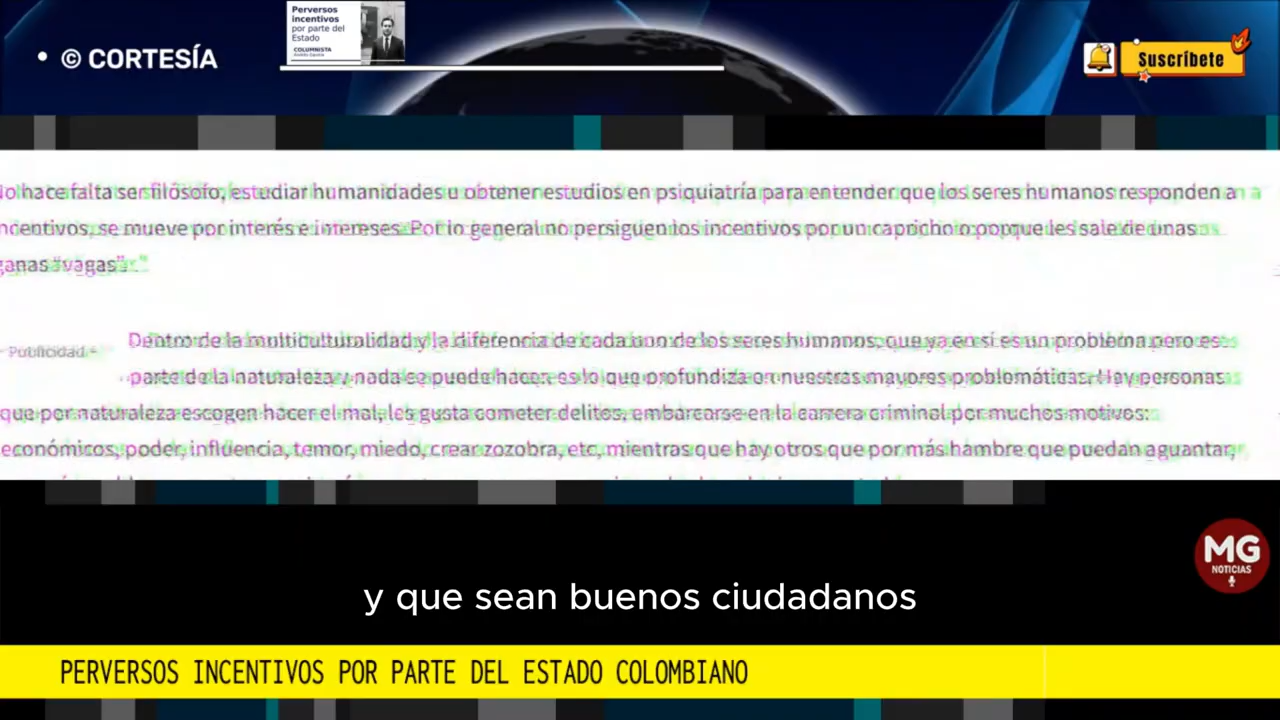 Perversos
incentivos
por parte del
Estado
COLUMNISTA
• © CORTESÍA
Suscríbete
No hace falta ser filósofo, estudiar humanidades u obtener estudios en psiquiatría para entender que los seres humanos responden a
incentivos, se mueve por interés e intereses. Por lo general no persiguen los incentivos por un capricho o porque les sale de unas
ganas "vagas".
- Publicidad -
Dentro de la multiculturalidad y la diferencia de cada uno de los seres humanos, que ya en sí es un problema pero es
parte de la naturaleza y nada se puede hacer, es lo que profundiza en nuestras mayores problemáticas. Hay personas
que por naturaleza escogen hacer el mal, les gusta cometer delitos, embarcarse en la carrera criminal por muchos motivos:
económicos, poder, influencia, temor, miedo, crear zozobra, etc, mientras que hay otros que por más hambre que puedan aguantar,
MG
NOTICIAS
y que sean buenos ciudadanos
PERVERSOS INCENTIVOS POR PARTE DEL ESTADO COLOMBIANO